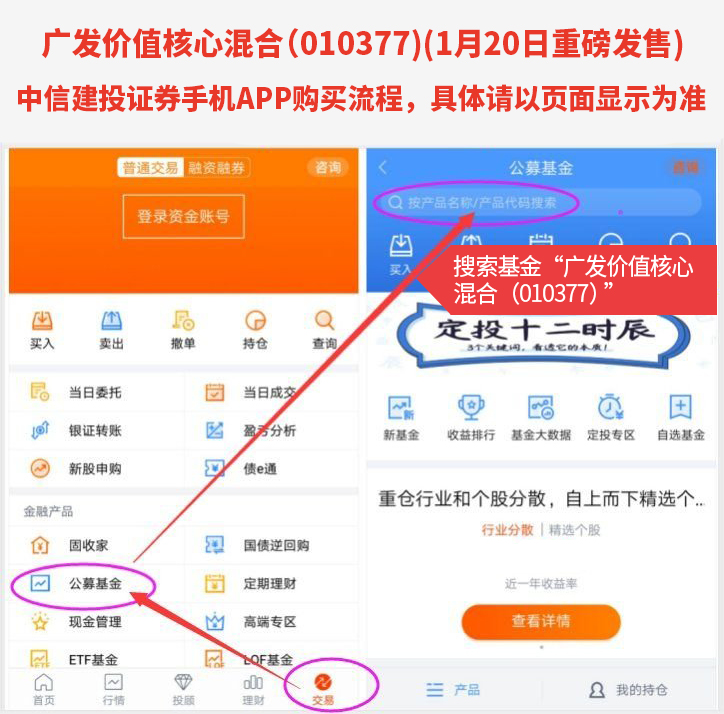 广发价值核心混合(010377)(1月20日重磅发售)
中信建投证券手机APP购买流程，具体请以页面显示为准
普通交易 融资融券 咨询
登录资金账号
买入 卖出 撤单 持仓 查询
当日委托 当日成交
银证转账 盈亏分析
新股申购 债e通
金融产品
固收家 国债逆回购
公募基金 定期理财
现金管理 高端专区
ETF基金 LOF基金
首页 行情 投顾 理财 交易
公募基金 咨询
按产品名称/产品代码搜索
买入
搜索基金“广发价值核心
混合（010377）”
定投十二时辰
3个关键词，看透它的本质！
新基金 收益排行 基金大数据 定投专区 自选基金
重仓行业和个股分散，自上而下精选个...
行业分散 | 精选个股
近一年收益率
查看详情
产品 我的持仓